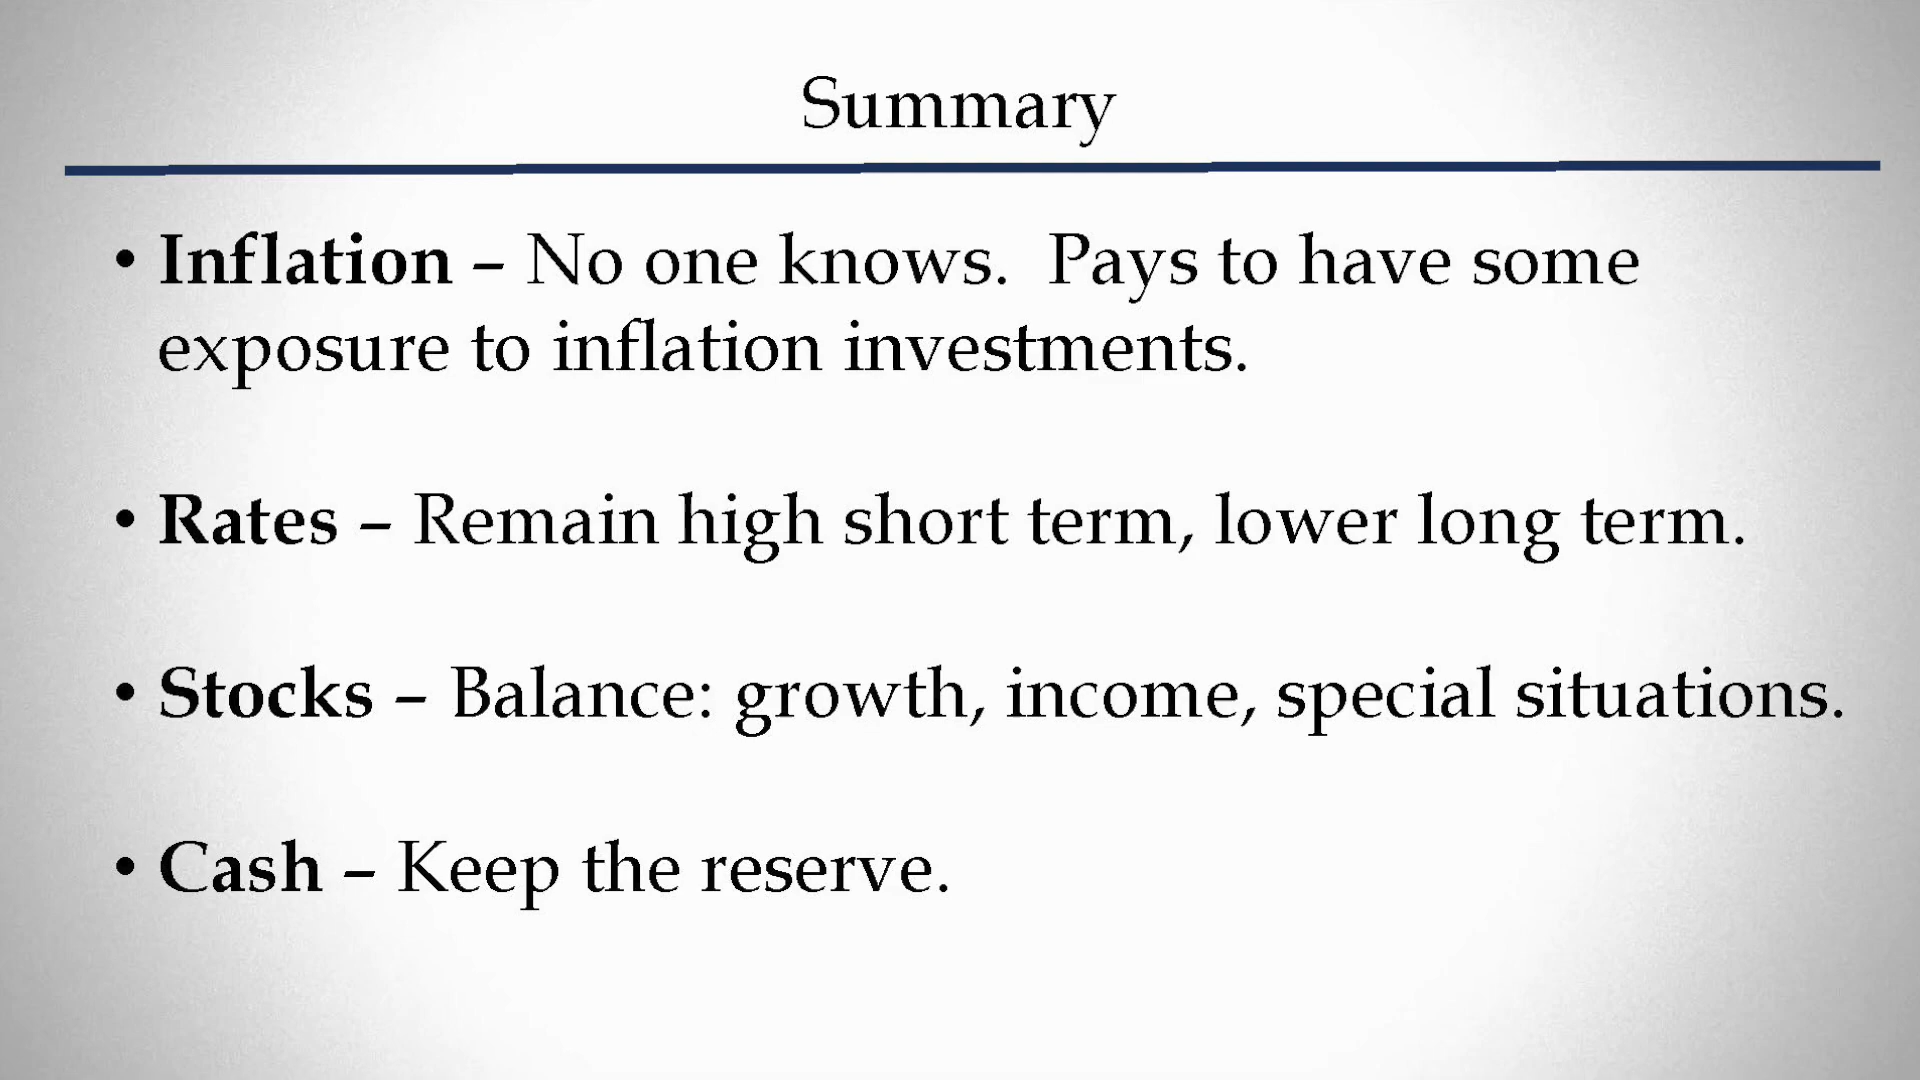 Summary
• Inflation – No one knows.  Pays to have some
exposure to inflation investments.
• Rates – Remain high short term, lower long term.
• Stocks – Balance: growth, income, special situations.
• Cash – Keep the reserve.